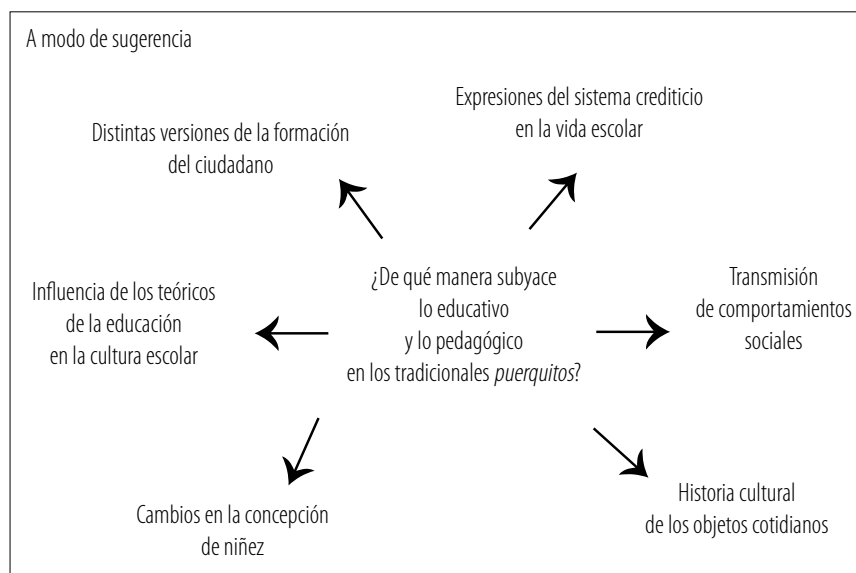 A modo de sugerencia
Expresiones del sistema crediticio
en la vida escolar
Distintas versiones de la formación
del ciudadano
¿De qué manera subyace
lo educativo
y lo pedagógico
en los tradicionales puerquitos?
Influencia de los teóricos
de la educación
en la cultura escolar
Transmisión
de comportamientos
sociales
Cambios en la concepción
de niñez
Historia cultural
de los objetos cotidianos